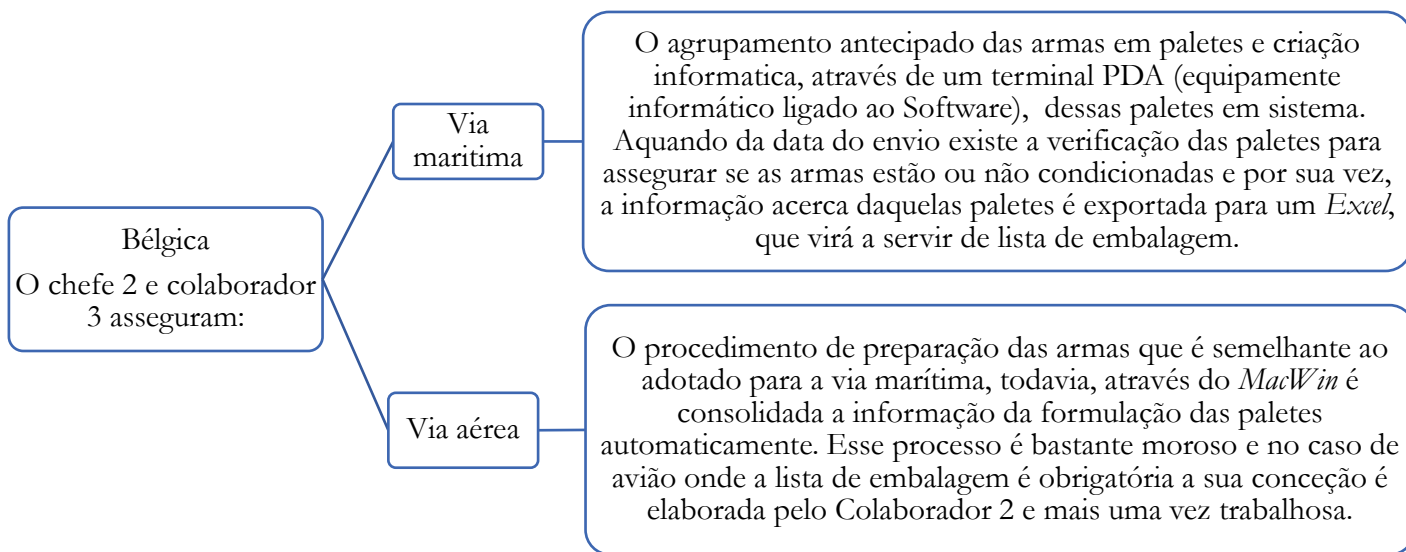 Bélgica
O chefe 2 e colaborador
3 asseguram:
Via
maritima
O agrupamento antecipado das armas em paletes e criação
informatica, através de um terminal PDA (equipamente
informático ligado ao Software), dessas paletes em sistema.
Aquando da data do envio existe a verificação das paletes para
assegurar se as armas estão ou não condicionadas e por sua vez,
a informação acerca daquelas paletes é exportada para um Excel,
que virá a servir de lista de embalagem.
Via aérea
O procedimento de preparação das armas que é semelhante ao
adotado para a via marítima, todavia, através do MacWin é
consolidada a informação da formulação das paletes
automaticamente. Esse processo é bastante moroso e no caso de
avião onde a lista de embalagem é obrigatória a sua conceção é
elaborada pelo Colaborador 2 e mais uma vez trabalhosa.